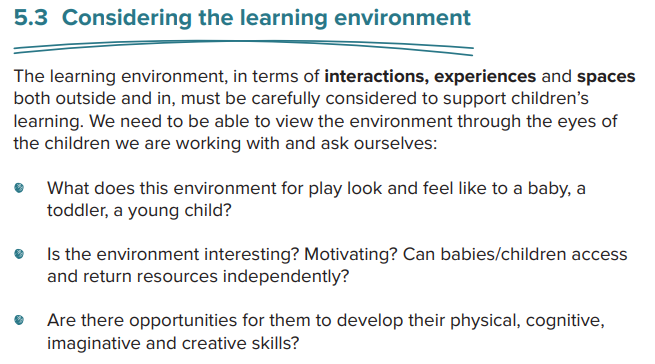 5.3 Considering the learning environment
The learning environment, in terms of interactions, experiences and spaces
both outside and in, must be carefully considered to support children’s
learning. We need to be able to view the environment through the eyes of
the children we are working with and ask ourselves:
What does this environment for play look and feel like to a baby, a
toddler, a young child?
Is the environment interesting? Motivating? Can babies/children access
and return resources independently?
Are there opportunities for them to develop their physical, cognitive,
imaginative and creative skills?